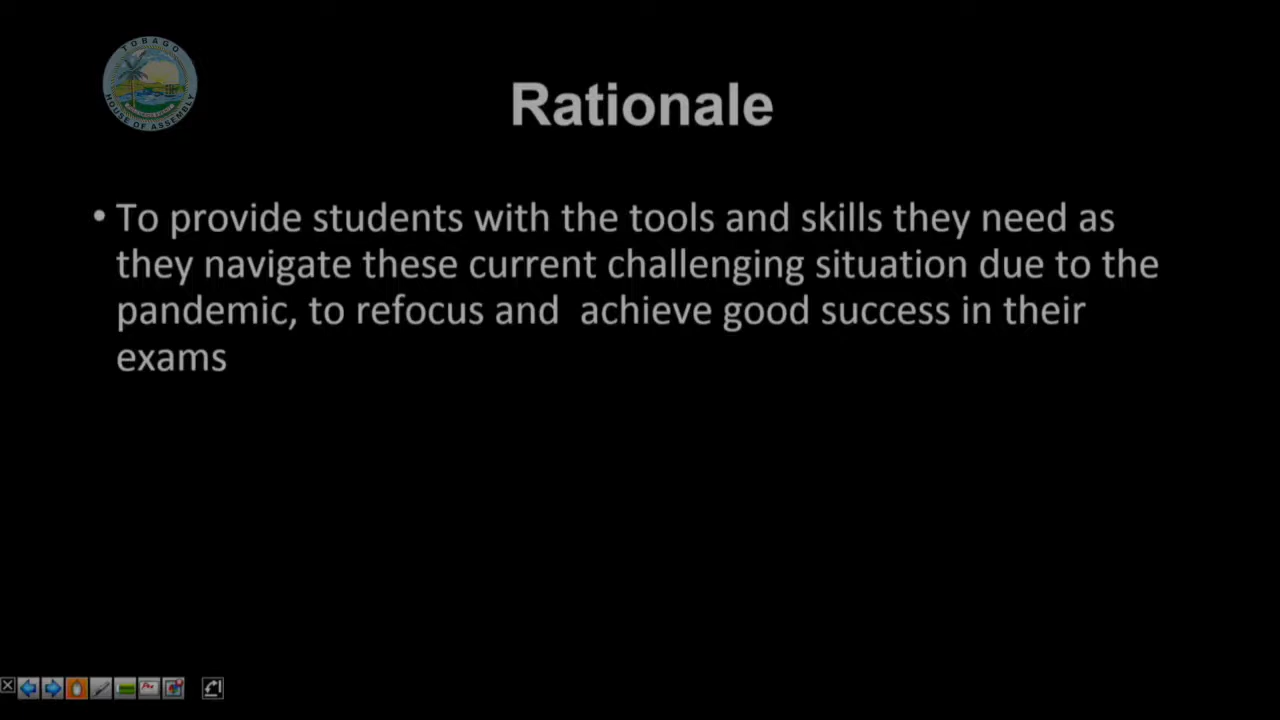 TOBAGO
HOUSE OF ASSEMBLY
Rationale
• To provide students with the tools and skills they need as
they navigate these current challenging situation due to the
pandemic, to refocus and  achieve good success in their
exams